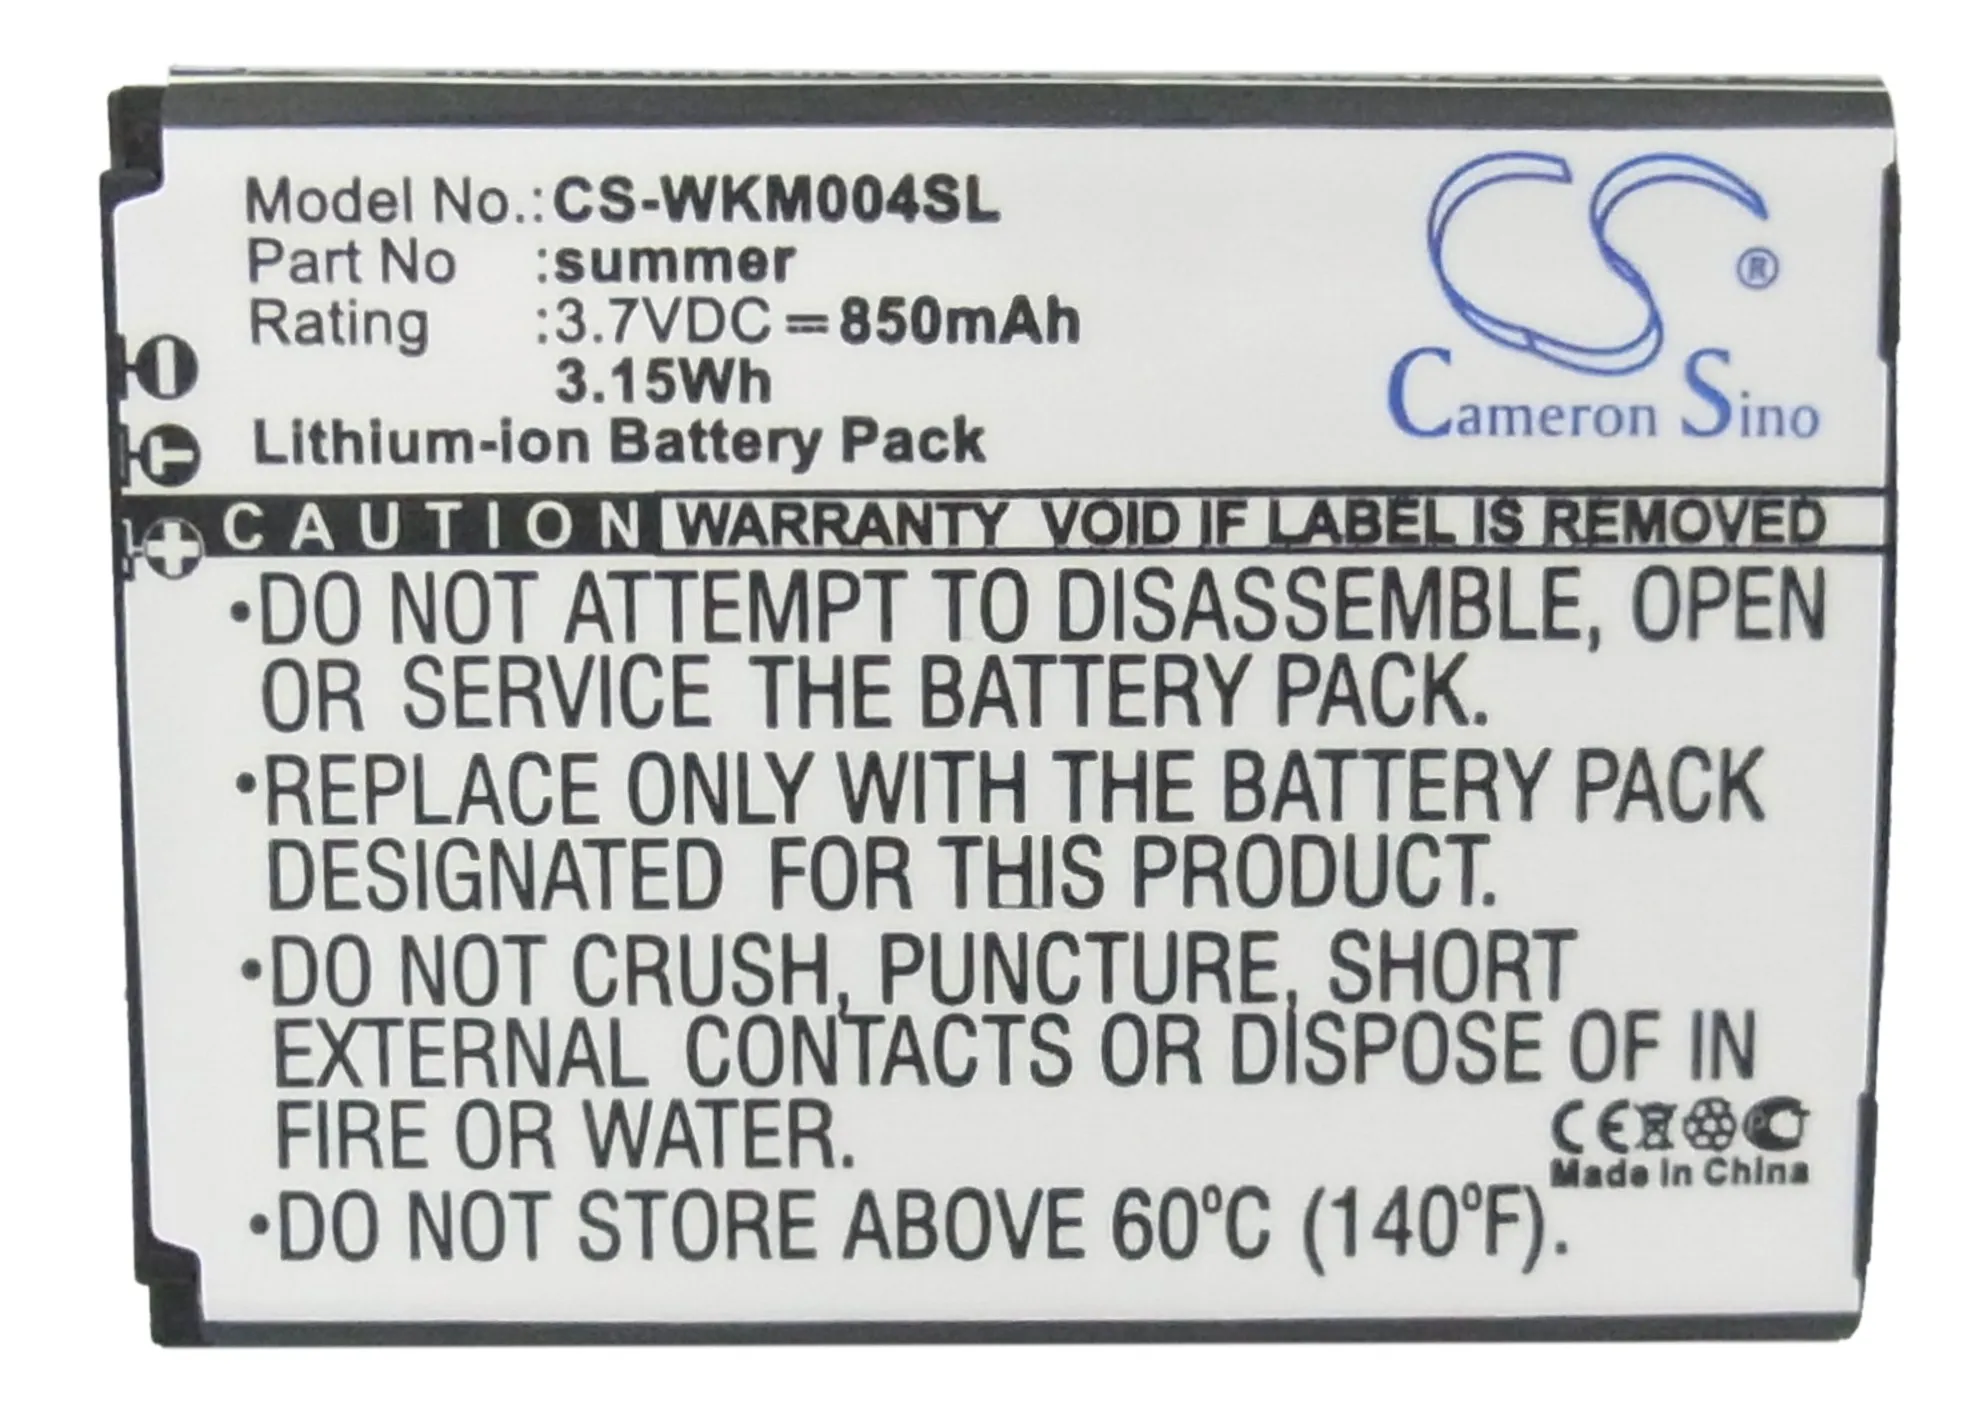 Model No.:CS-WKM004SL
Part No :summer
Rating :3.7VDC=850mAh
3.15Wh
Lithium-ion Battery Pack
CS®
Cameron Sino
CAUTION WARRANTY VOID IF LABEL IS REMOVED
•DO NOT ATTEMPT TO DISASSEMBLE, OPEN
OR SERVICE THE BATTERY PACK.
•REPLACE ONLY WITH THE BATTERY PACK
DESIGNATED FOR THIS PRODUCT.
•DO NOT CRUSH, PUNCTURE, SHORT
EXTERNAL CONTACTS OR DISPOSE OF IN
FIRE OR WATER.
CE
Made in China
•DO NOT STORE ABOVE 60°C (140°F).